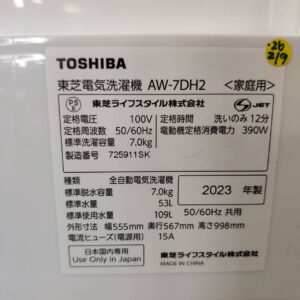 .26
2/9
TOSHIBA
東芝電気洗濯機 AW-7DH2 <家庭用>
PS
E
東芝ライフスタイル株式会社
JET
定格電圧 100V
定格周波数 50/60Hz
標準洗濯容量 7.0kg
製造番号 725911SK
定格時間 洗いのみ 12分
電動機定格消費電力 390W
種類 全自動電気洗濯機
標準脱水容量 7.0kg
標準水量 53L
標準使用水量 109L
2023 年製
50/60Hz 共用
外形寸法 幅555mm 奥行567mm 高さ998mm
電流ヒューズ(電源用) 15A
日本国内専用
Use Only in Japan
東芝ライフスタイル株式会社
MADE IN CHINA